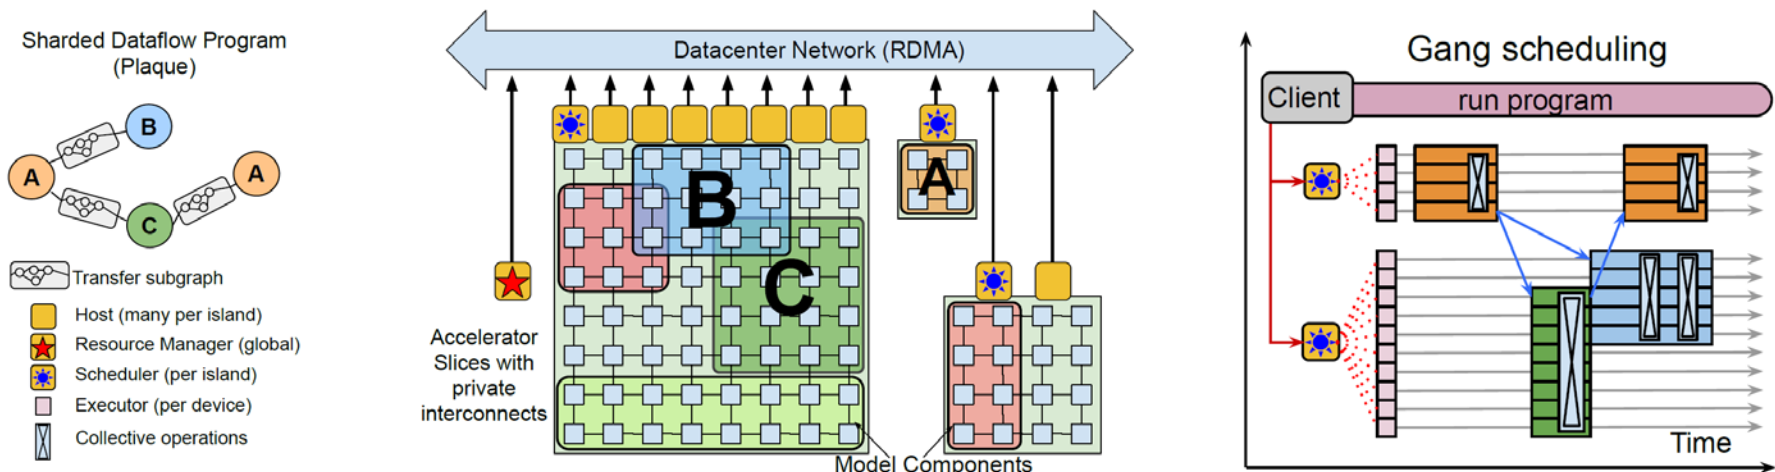 Sharded Dataflow Program
(Plaque)
B
A
A
C
Transfer subgraph
Host (many per island)
Resource Manager (global)
Scheduler (per island)
Executor (per device)
Collective operations
Datacenter Network (RDMA)
B
A
C
Accelerator
Slices with
private
interconnects
Model Components
Gang scheduling
Client
run program
Time